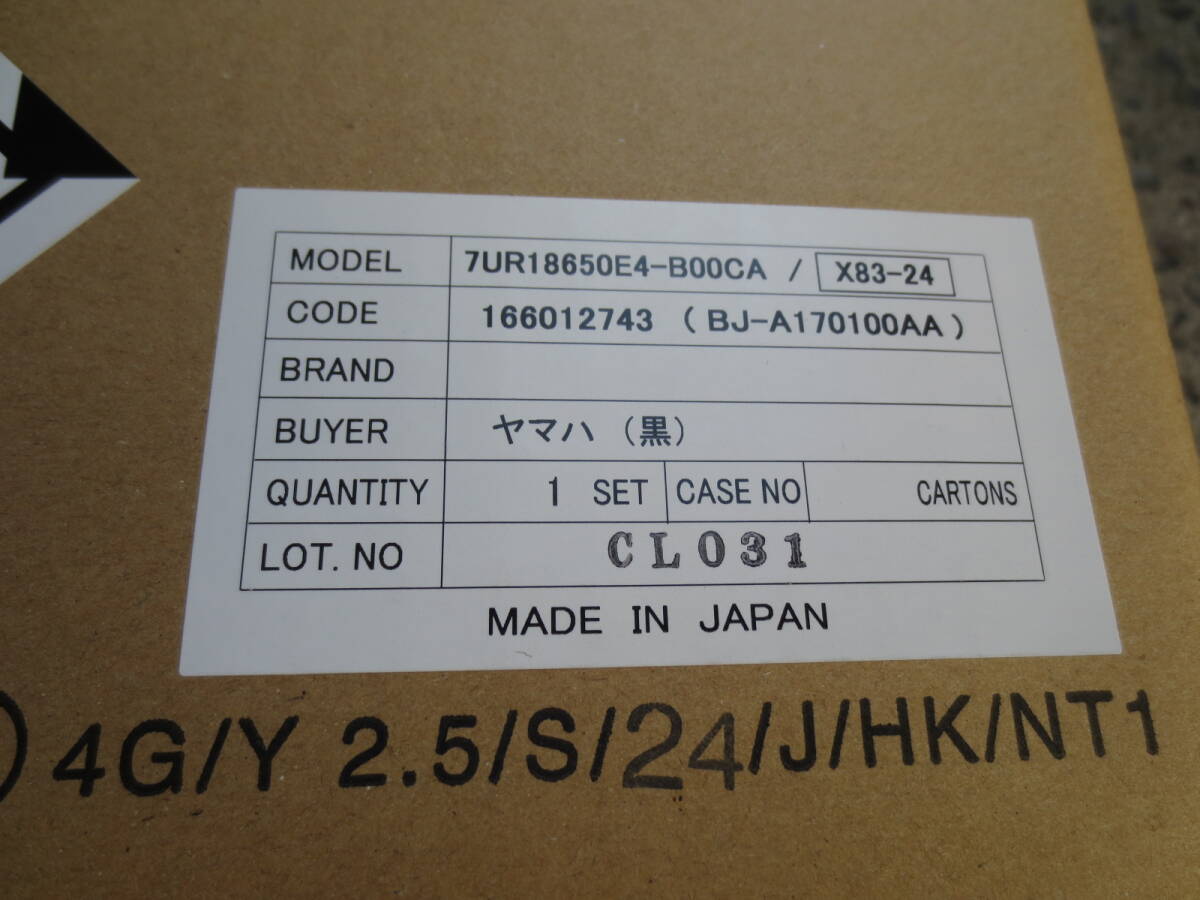 MODEL 7UR18650E4-B00CA / X83-24
CODE 166012743 ( BJ-A170100AA )
BRAND
BUYER ヤマハ (黒)
QUANTITY 1 SET CASE NO CARTONS
LOT. NO CL031
MADE IN JAPAN
4G/Y 2.5/S/24/J/HK/NT1